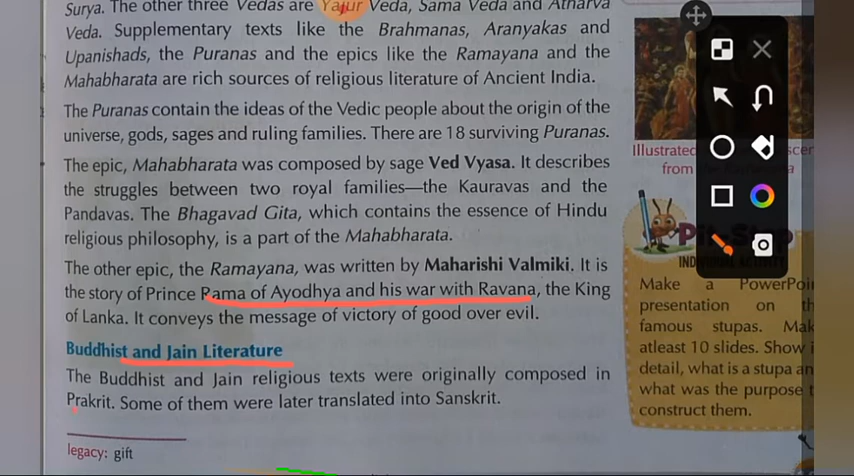 Surya. The other three Vedas are Yajur Veda, Sama Veda and Atharva
Veda. Supplementary texts like the Brahmanas, Aranyakas and
Upanishads, the Puranas and the epics like the Ramayana and the
Mahabharata are rich sources of religious literature of Ancient India.
The Puranas contain the ideas of the Vedic people about the origin of the
universe, gods, sages and ruling families. There are 18 surviving Puranas.
The epic, Mahabharata was composed by sage Ved Vyasa. It describes
the struggles between two royal families—the Kauravas and the
Pandavas. The Bhagavad Gita, which contains the essence of Hindu
religious philosophy, is a part of the Mahabharata.
The other epic, the Ramayana, was written by Maharishi Valmiki. It is
the story of Prince Rama of Ayodhya and his war with Ravana, the King
of Lanka. It conveys the message of victory of good over evil.
Buddhist and Jain Literature
The Buddhist and Jain religious texts were originally composed in
Prakrit. Some of them were later translated into Sanskrit.
legacy: gift
Illustrated
from
Make a PowerPoi
presentation on th
famous stupas. Mak
atleast 10 slides. Show i
detail, what is a stupa an
what was the purpose t
construct them.